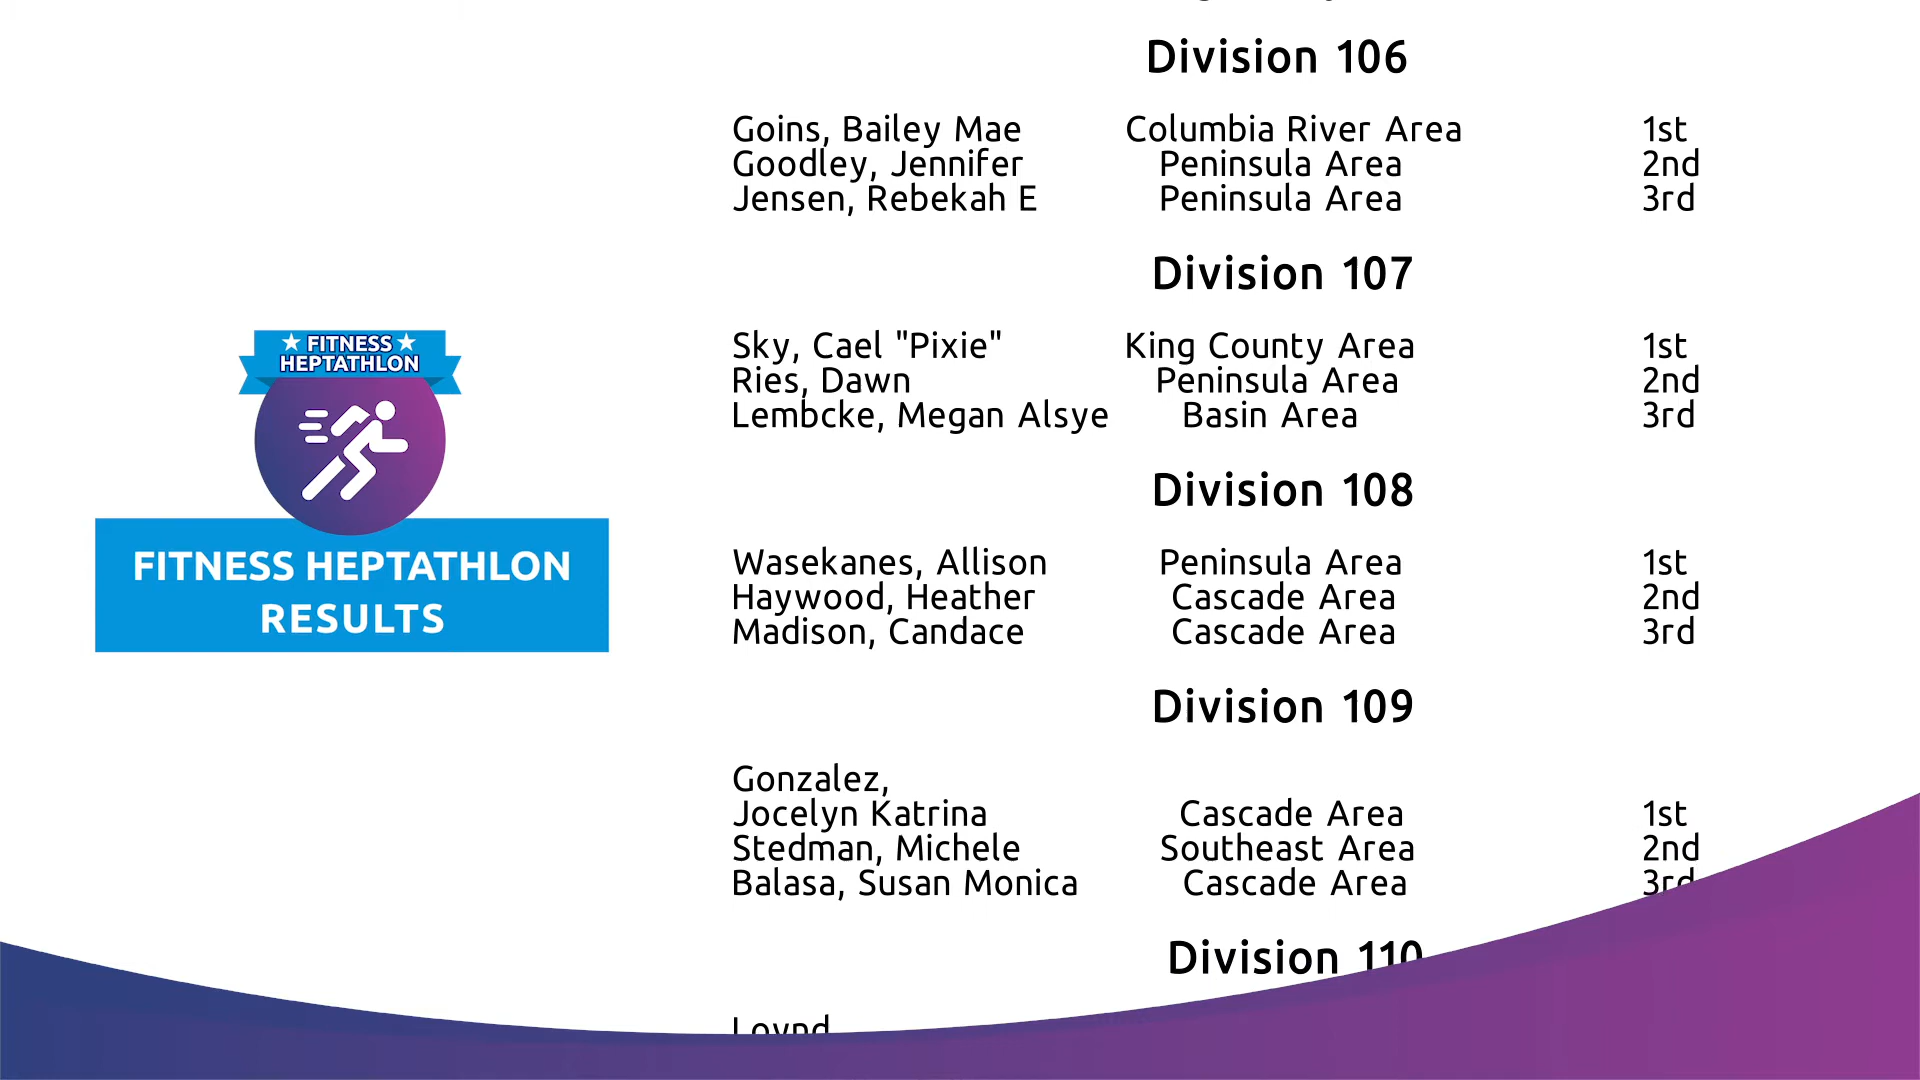 Division 106
Goins, Bailey Mae Columbia River Area 1st
Goodley, Jennifer Peninsula Area 2nd
Jensen, Rebekah E Peninsula Area 3rd
Division 107
Sky, Cael "Pixie" King County Area 1st
Ries, Dawn Peninsula Area 2nd
Lembcke, Megan Alsye Basin Area 3rd
FITNESS
HEPTATHLON
FITNESS HEPTATHLON
RESULTS
Division 108
Wasekanes, Allison Peninsula Area 1st
Haywood, Heather Cascade Area 2nd
Madison, Candace Cascade Area 3rd
Division 109
Gonzalez,
Jocelyn Katrina Cascade Area 1st
Stedman, Michele Southeast Area 2nd
Balasa, Susan Monica Cascade Area 3rd
Division 110